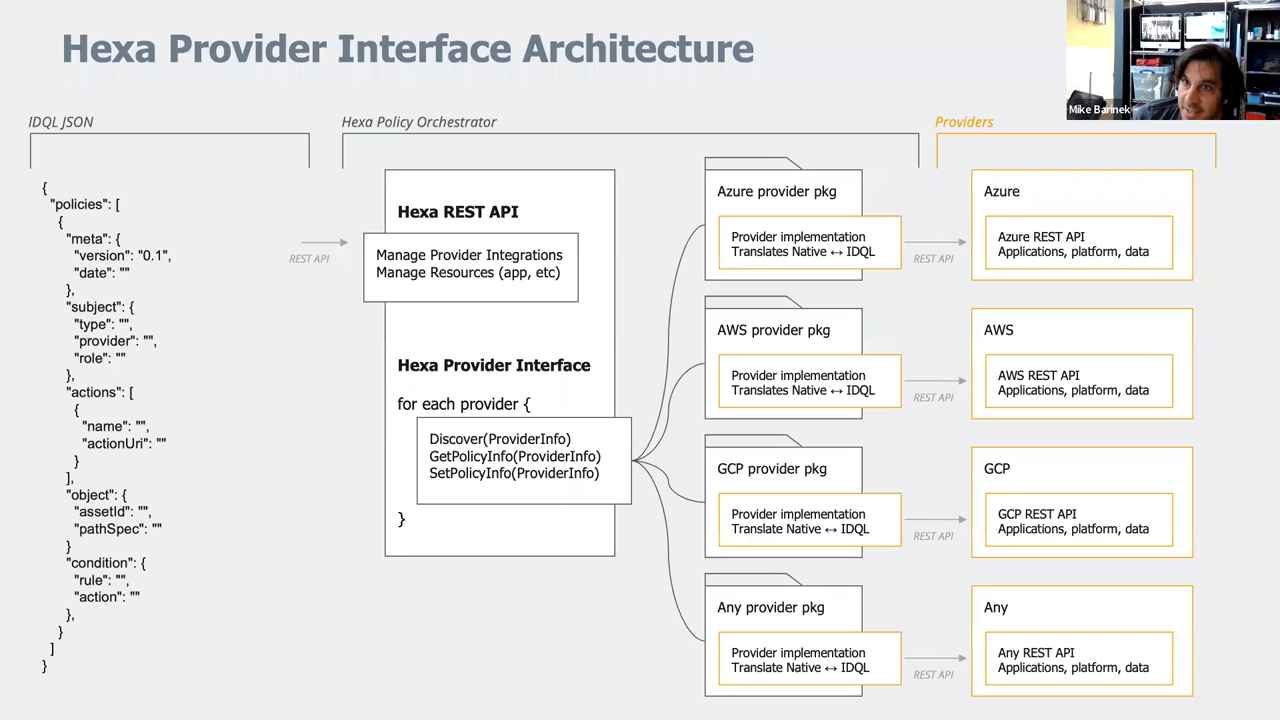 Hexa Provider Interface Architecture
Mike Barinek
IDQL JSON
Hexa Policy Orchestrator
Providers
{
"policies": [
{
"meta": {
"version": "0.1",
"date": ""
},
"subject": {
"type": "",
"provider": "",
"role": ""
},
"actions": [
{
"name": "",
"actionUri": ""
}
],
"object": {
"assetId": "",
"pathSpec": ""
}
"condition": {
"rule": "",
"action": ""
},
}
]
}
REST API
Hexa REST API
Manage Provider Integrations
Manage Resources (app, etc)
Hexa Provider Interface
for each provider {
Discover(ProviderInfo)
GetPolicyInfo(ProviderInfo)
SetPolicyInfo(ProviderInfo)
}
Azure provider pkg
Provider implementation
Translates Native ↔ IDQL
REST API
Azure
Azure REST API
Applications, platform, data
AWS provider pkg
Provider implementation
Translates Native ↔ IDQL
REST API
AWS
AWS REST API
Applications, platform, data
GCP provider pkg
Provider implementation
Translate Native ↔ IDQL
REST API
GCP
GCP REST API
Applications, platform, data
Any provider pkg
Provider implementation
Translate Native ↔ IDQL
REST API
Any
Any REST API
Applications, platform, data